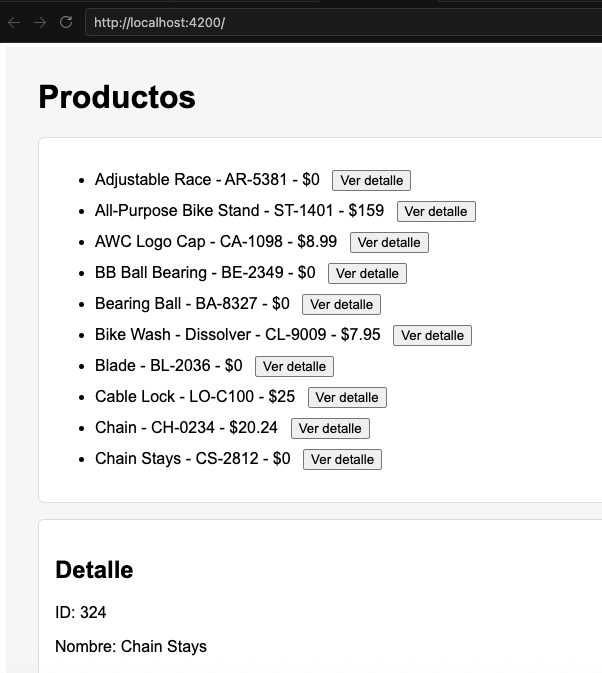 http://localhost:4200/
Productos
Adjustable Race - AR-5381 - $0 Ver detalle
All-Purpose Bike Stand - ST-1401 - $159 Ver detalle
AWC Logo Cap - CA-1098 - $8.99 Ver detalle
BB Ball Bearing - BE-2349 - $0 Ver detalle
Bearing Ball - BA-8327 - $0 Ver detalle
Bike Wash - Dissolver - CL-9009 - $7.95 Ver detalle
Blade - BL-2036 - $0 Ver detalle
Cable Lock - LO-C100 - $25 Ver detalle
Chain - CH-0234 - $20.24 Ver detalle
Chain Stays - CS-2812 - $0 Ver detalle
Detalle
ID: 324
Nombre: Chain Stays